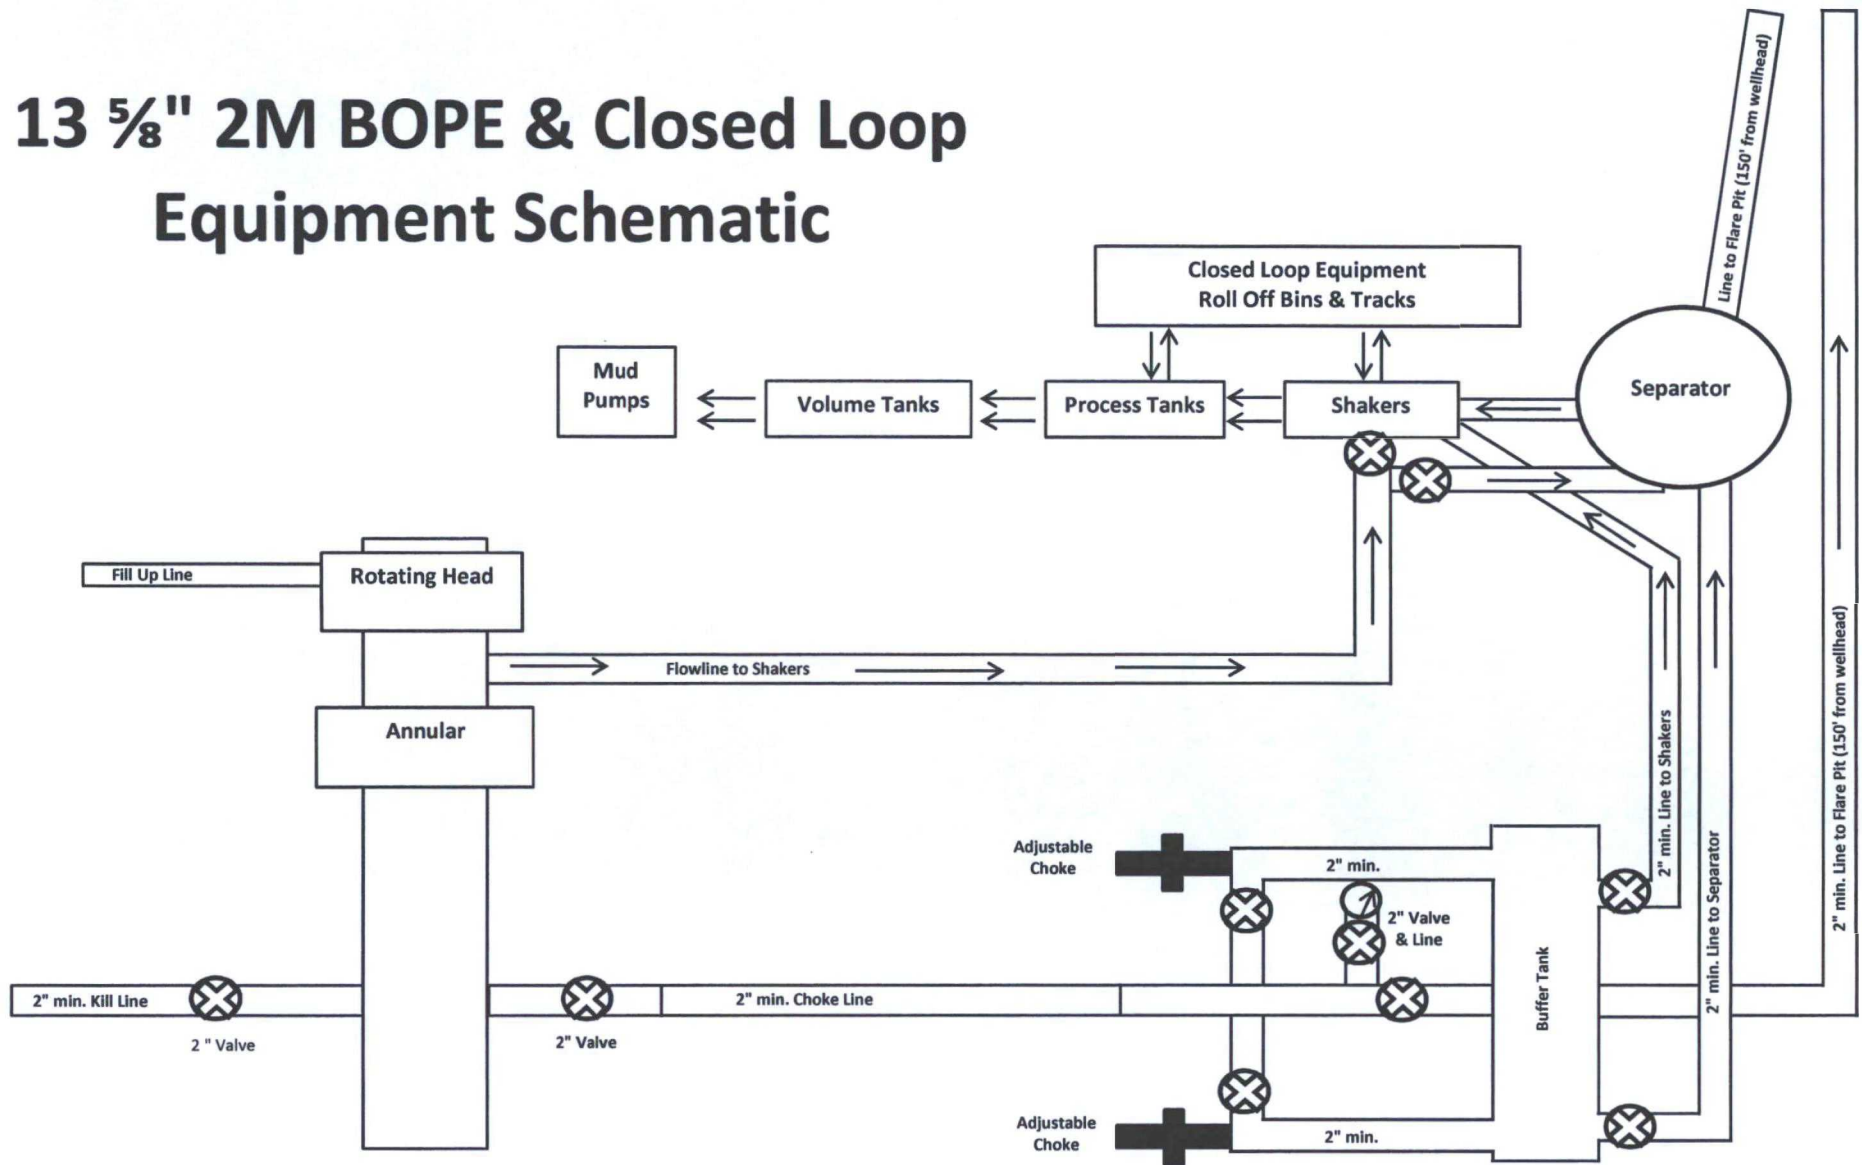 13 ⅝" 2M BOPE & Closed Loop
Equipment Schematic
Line to Flare Pit (150' from wellhead)
Closed Loop Equipment
Roll Off Bins & Tracks
Mud
Pumps
Volume Tanks
Process Tanks
Shakers
Separator
Fill Up Line
Rotating Head
Flowline to Shakers
Annular
2" min. Line to Shakers
2" min. Line to Separator
2" min. Line to Flare Pit (150' from wellhead)
Adjustable
Choke
2" min.
2" Valve
& Line
Buffer Tank
2" min. Kill Line
2" min. Choke Line
2 " Valve
2" Valve
Adjustable
Choke
2" min.